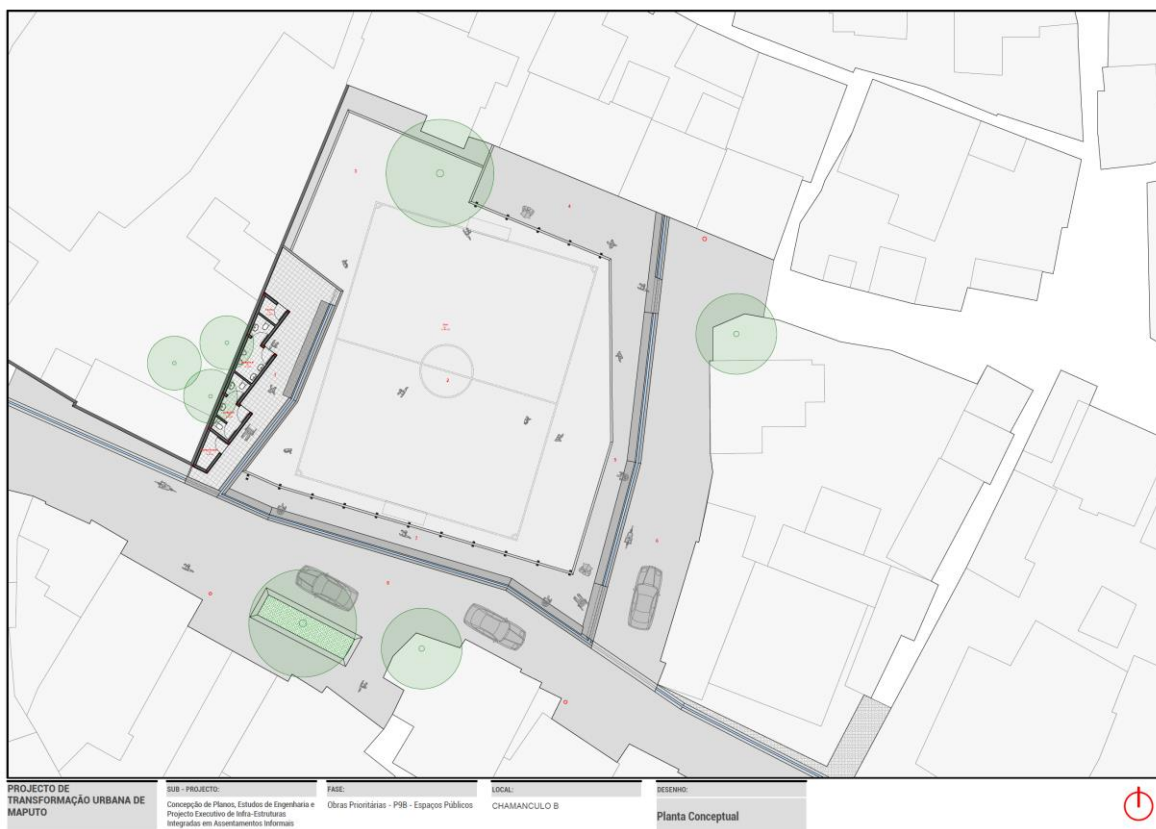 PROJECTO DE
TRANSFORMAÇÃO URBANA DE
MAPUTO
SUB - PROJECTO:
Concepção de Planos, Estudos de Engenharia e
Projecto Executivo de Infra-Estruturas
Integradas em Assentamentos Informais
FASE:
Obras Prioritárias - P9B - Espaços Públicos
LOCAL:
CHAMANCULO B
DESENHO:
Planta Conceptual